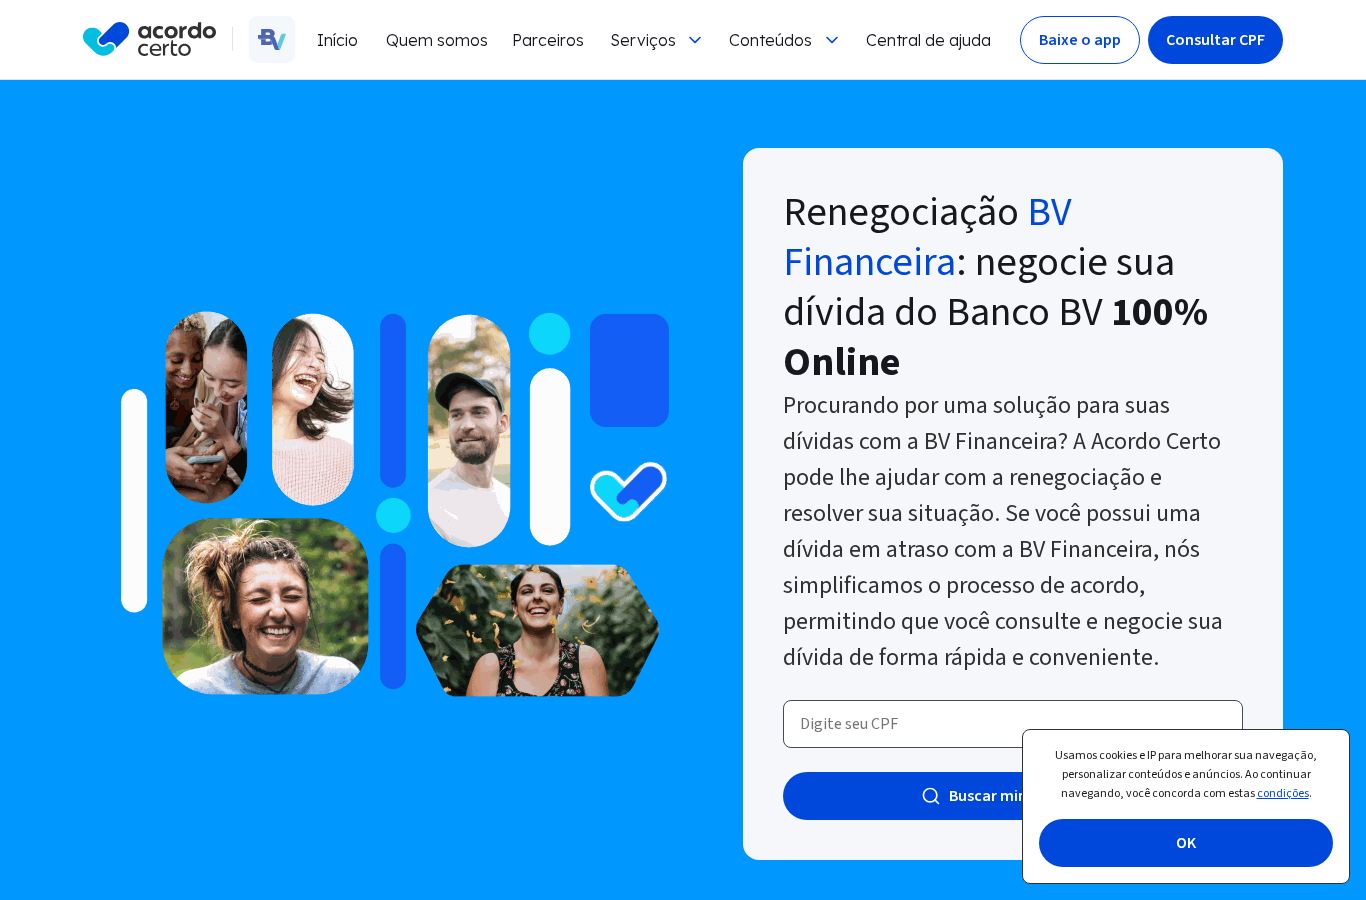 acordo
certo
BV
Início
Quem somos
Parceiros
Serviços
Conteúdos
Central de ajuda
Baixe o app
Consultar CPF
Renegociação BV
Financeira: negocie sua
dívida do Banco BV 100%
Online
Procurando por uma solução para suas
dívidas com a BV Financeira? A Acordo Certo
pode lhe ajudar com a renegociação e
resolver sua situação. Se você possui uma
dívida em atraso com a BV Financeira, nós
simplificamos o processo de acordo,
permitindo que você consulte e negocie sua
dívida de forma rápida e conveniente.
Digite seu CPF
Buscar
Usamos cookies e IP para melhorar sua navegação,
personalizar conteúdos e anúncios. Ao continuar
navegando, você concorda com estas condições.
OK